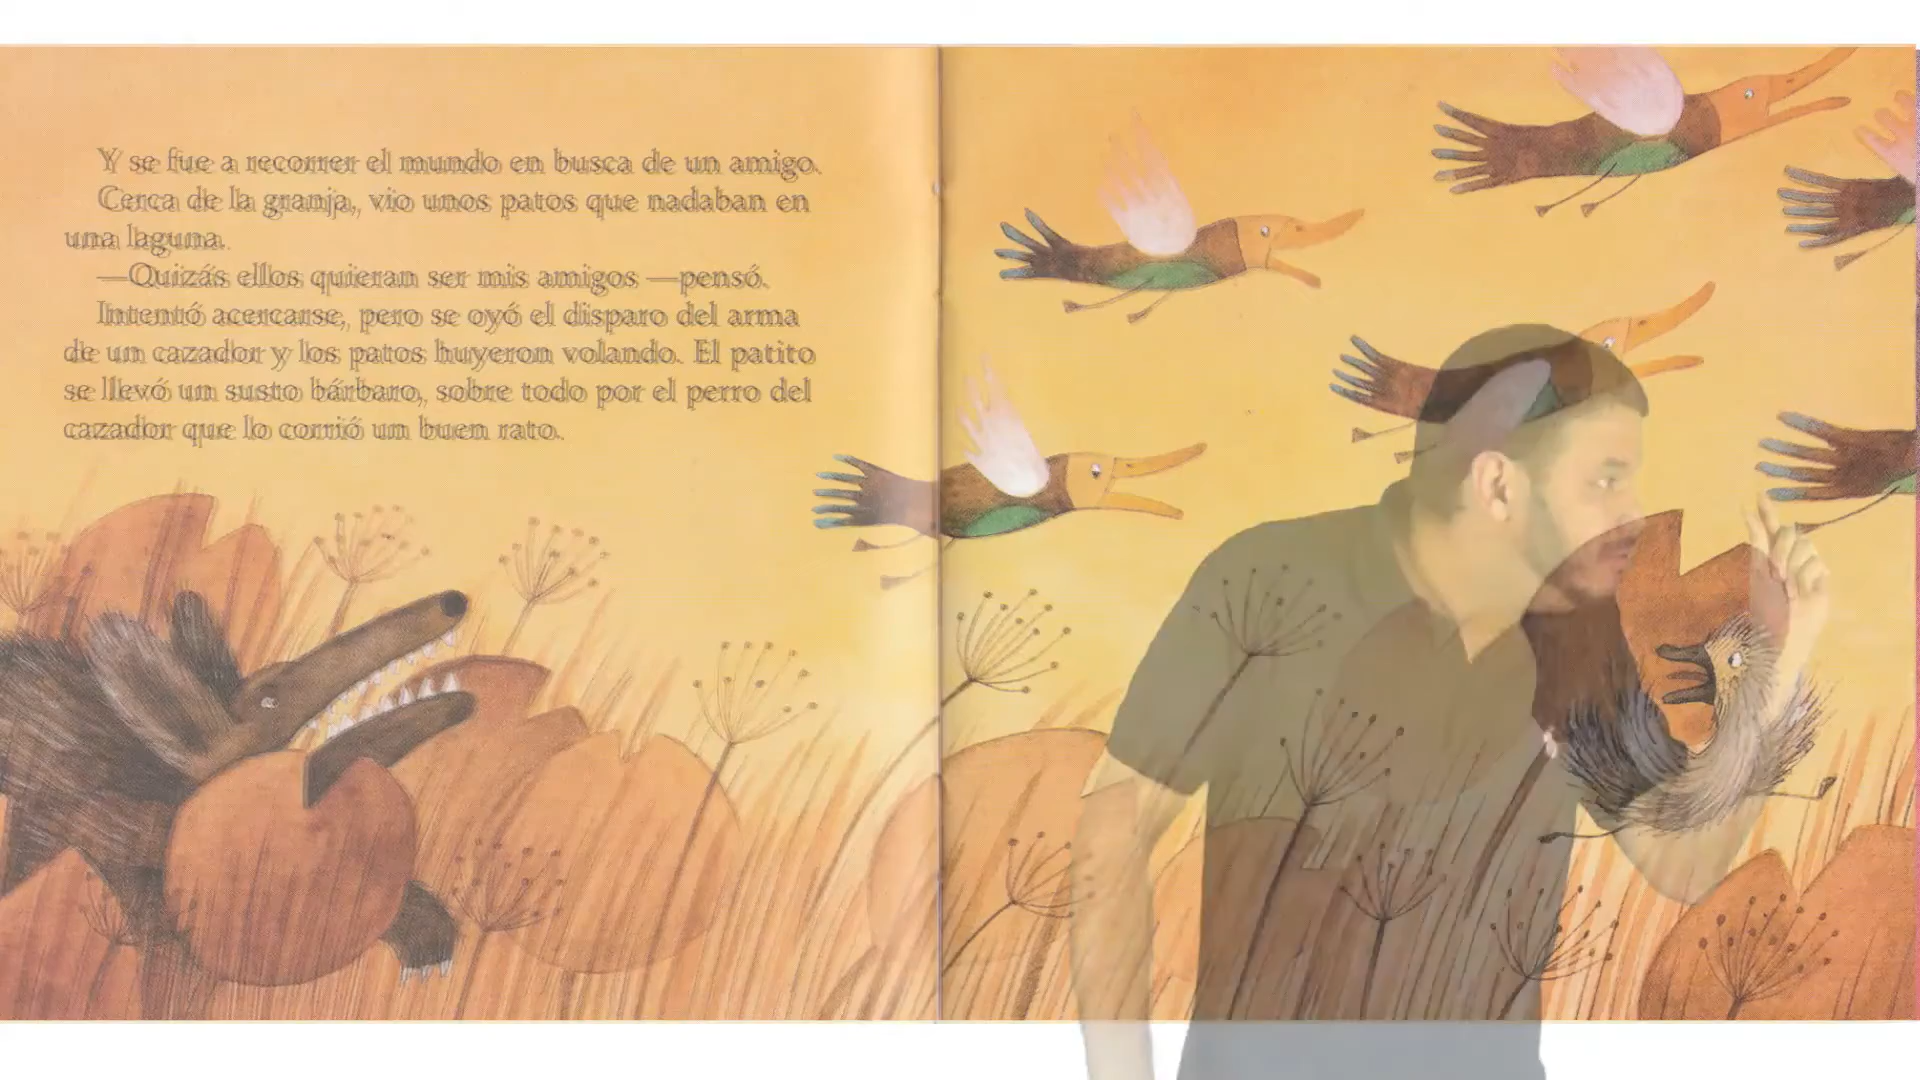 Y se fue a recorrer el mundo en busca de un amigo.
Cerca de la granja, vio unos patos que nadaban en
una laguna.
—Quizás ellos quieran ser mis amigos —pensó.
Intentó acercarse, pero se oyó el disparo del arma
de un cazador y los patos huyeron volando. El patito
se llevó un susto bárbaro, sobre todo por el perro del
cazador que lo corrió un buen rato.